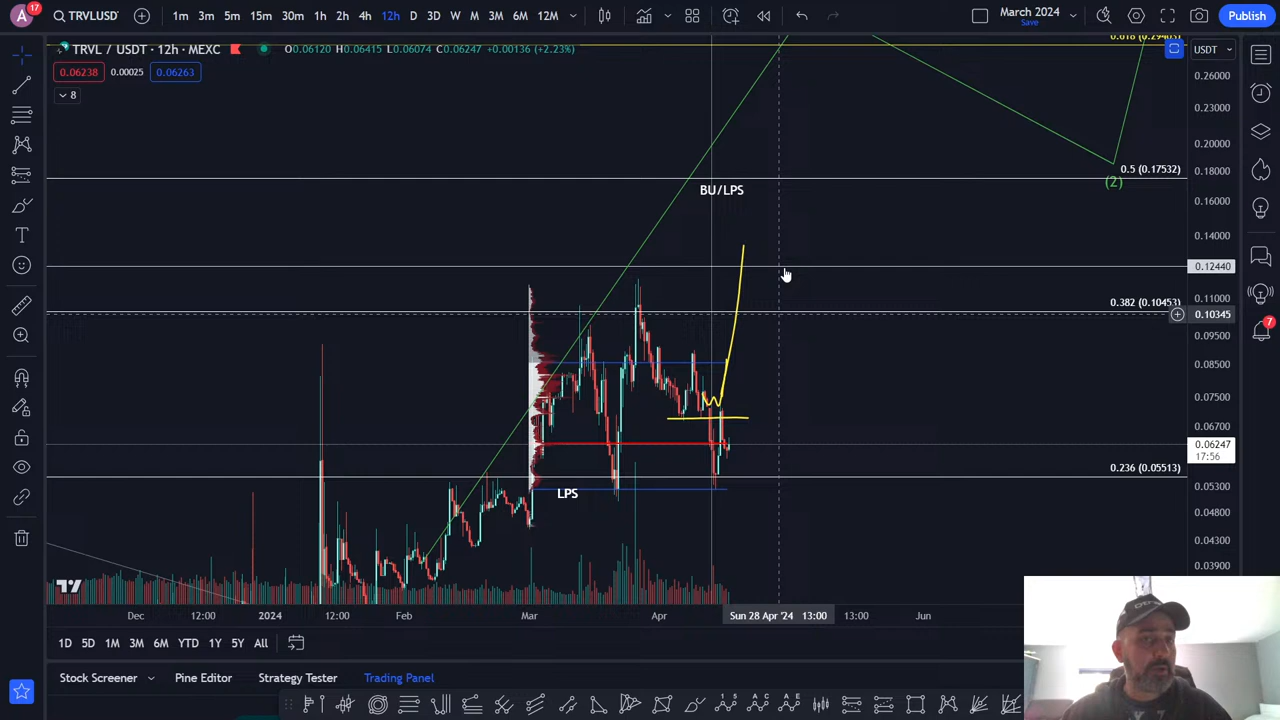 A 17 TRVLUSD 1m 3m 5m 15m 30m 1h 2h 4h 12h D 3D W M 3M 6M 12M March 2024 Save Publish
TRVL / USDT · 12h · MEXC O0.06120 H0.06415 L0.06074 C0.06247 +0.00136 (+2.23%) USDT
0.06238 0.00025 0.06263
8
0.26000
0.23000
0.20000
0.5 (0.17532) 0.18000
(2)
BU/LPS
0.16000
0.14000
0.12440
0.382 (0.10453) 0.11000
0.10345
0.09500
0.08500
0.07500
0.06700
0.06247
17:56
0.236 (0.05513)
0.05300
LPS
0.04800
0.04300
0.03900
Dec 12:00 2024 12:00 Feb Mar Apr Sun 28 Apr '24 13:00 13:00 Jun
1D 5D 1M 3M 6M YTD 1Y 5Y All
Stock Screener Pine Editor Strategy Tester Trading Panel
7